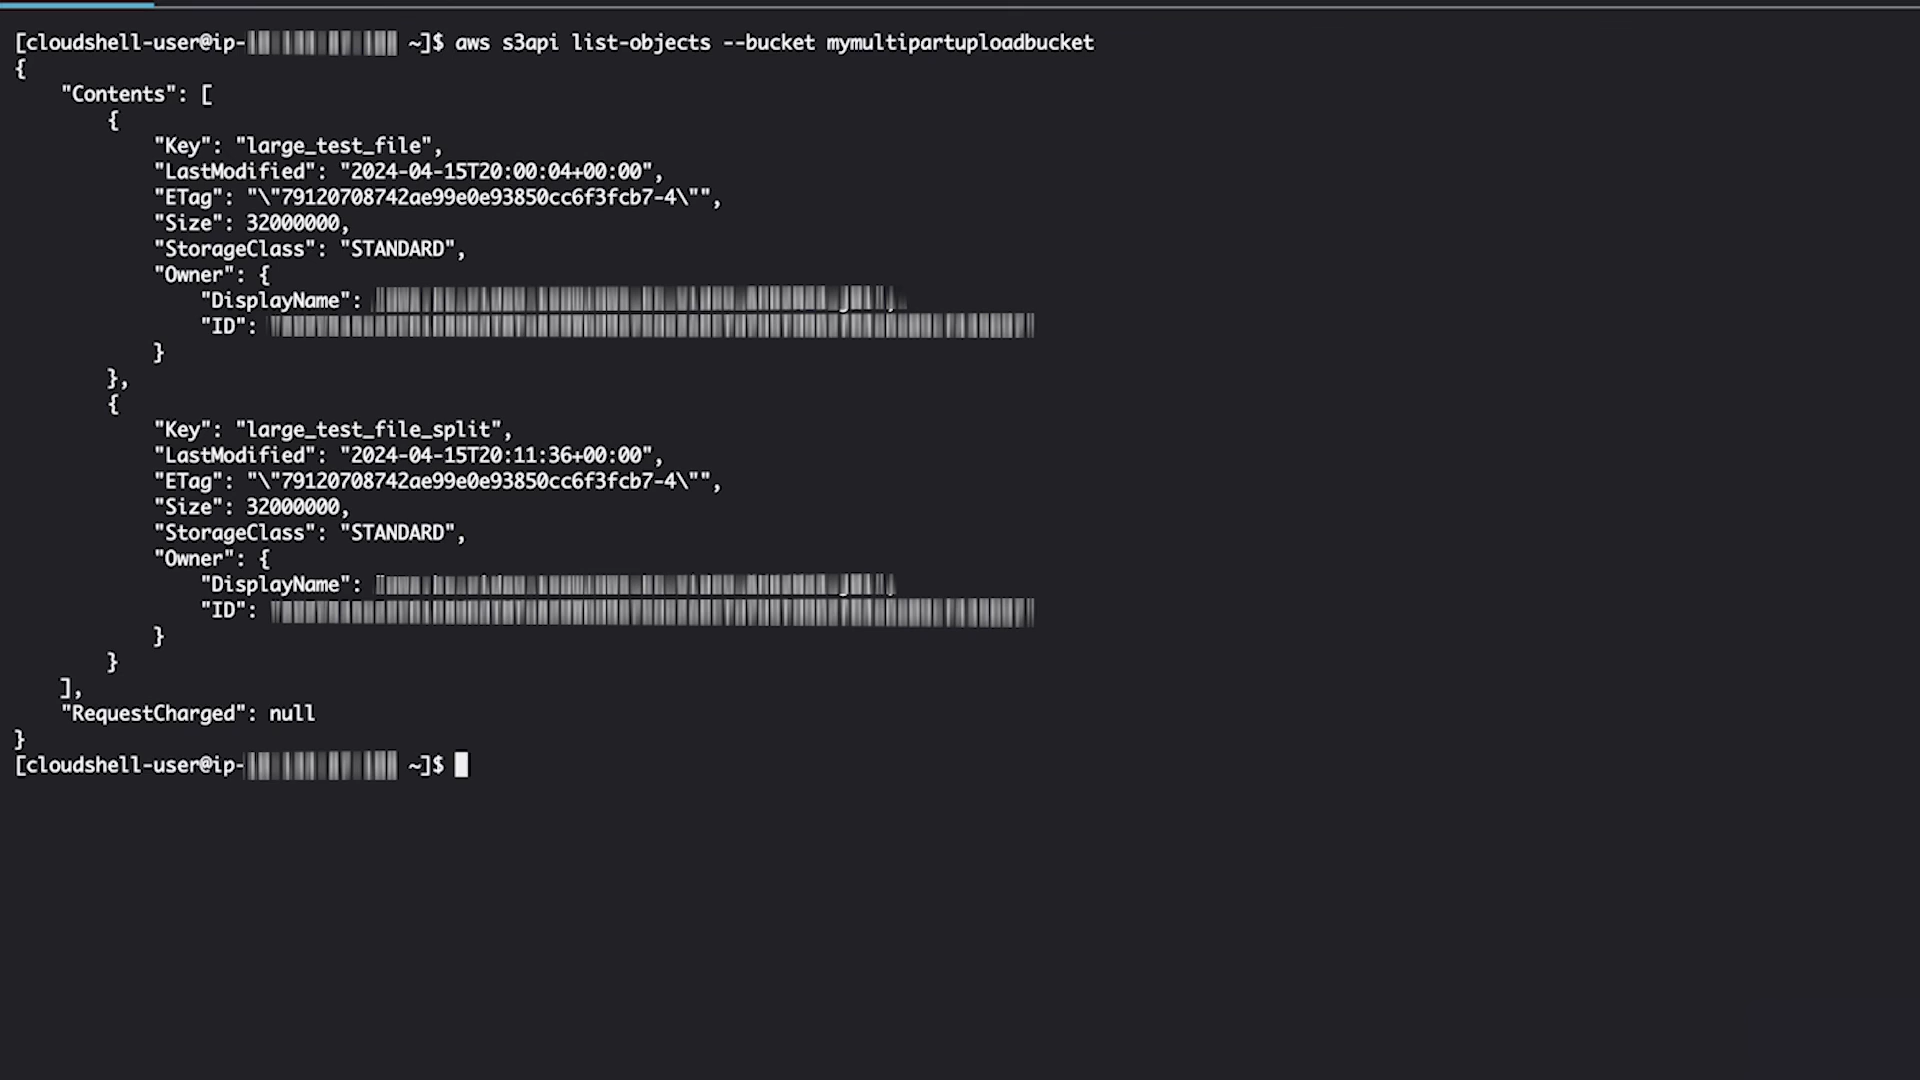 [cloudshell-user@ip- ~]$ aws s3api list-objects --bucket mymultipartuploadbucket
{
    "Contents": [
        {
            "Key": "large_test_file",
            "LastModified": "2024-04-15T20:00:04+00:00",
            "ETag": "\"79120708742ae99e0e93850cc6f3fcb7-4\"",
            "Size": 32000000,
            "StorageClass": "STANDARD",
            "Owner": {
                "DisplayName":
                "ID":
            }
        },
        {
            "Key": "large_test_file_split",
            "LastModified": "2024-04-15T20:11:36+00:00",
            "ETag": "\"79120708742ae99e0e93850cc6f3fcb7-4\"",
            "Size": 32000000,
            "StorageClass": "STANDARD",
            "Owner": {
                "DisplayName":
                "ID":
            }
        }
    ],
    "RequestCharged": null
}
[cloudshell-user@ip- ~]$